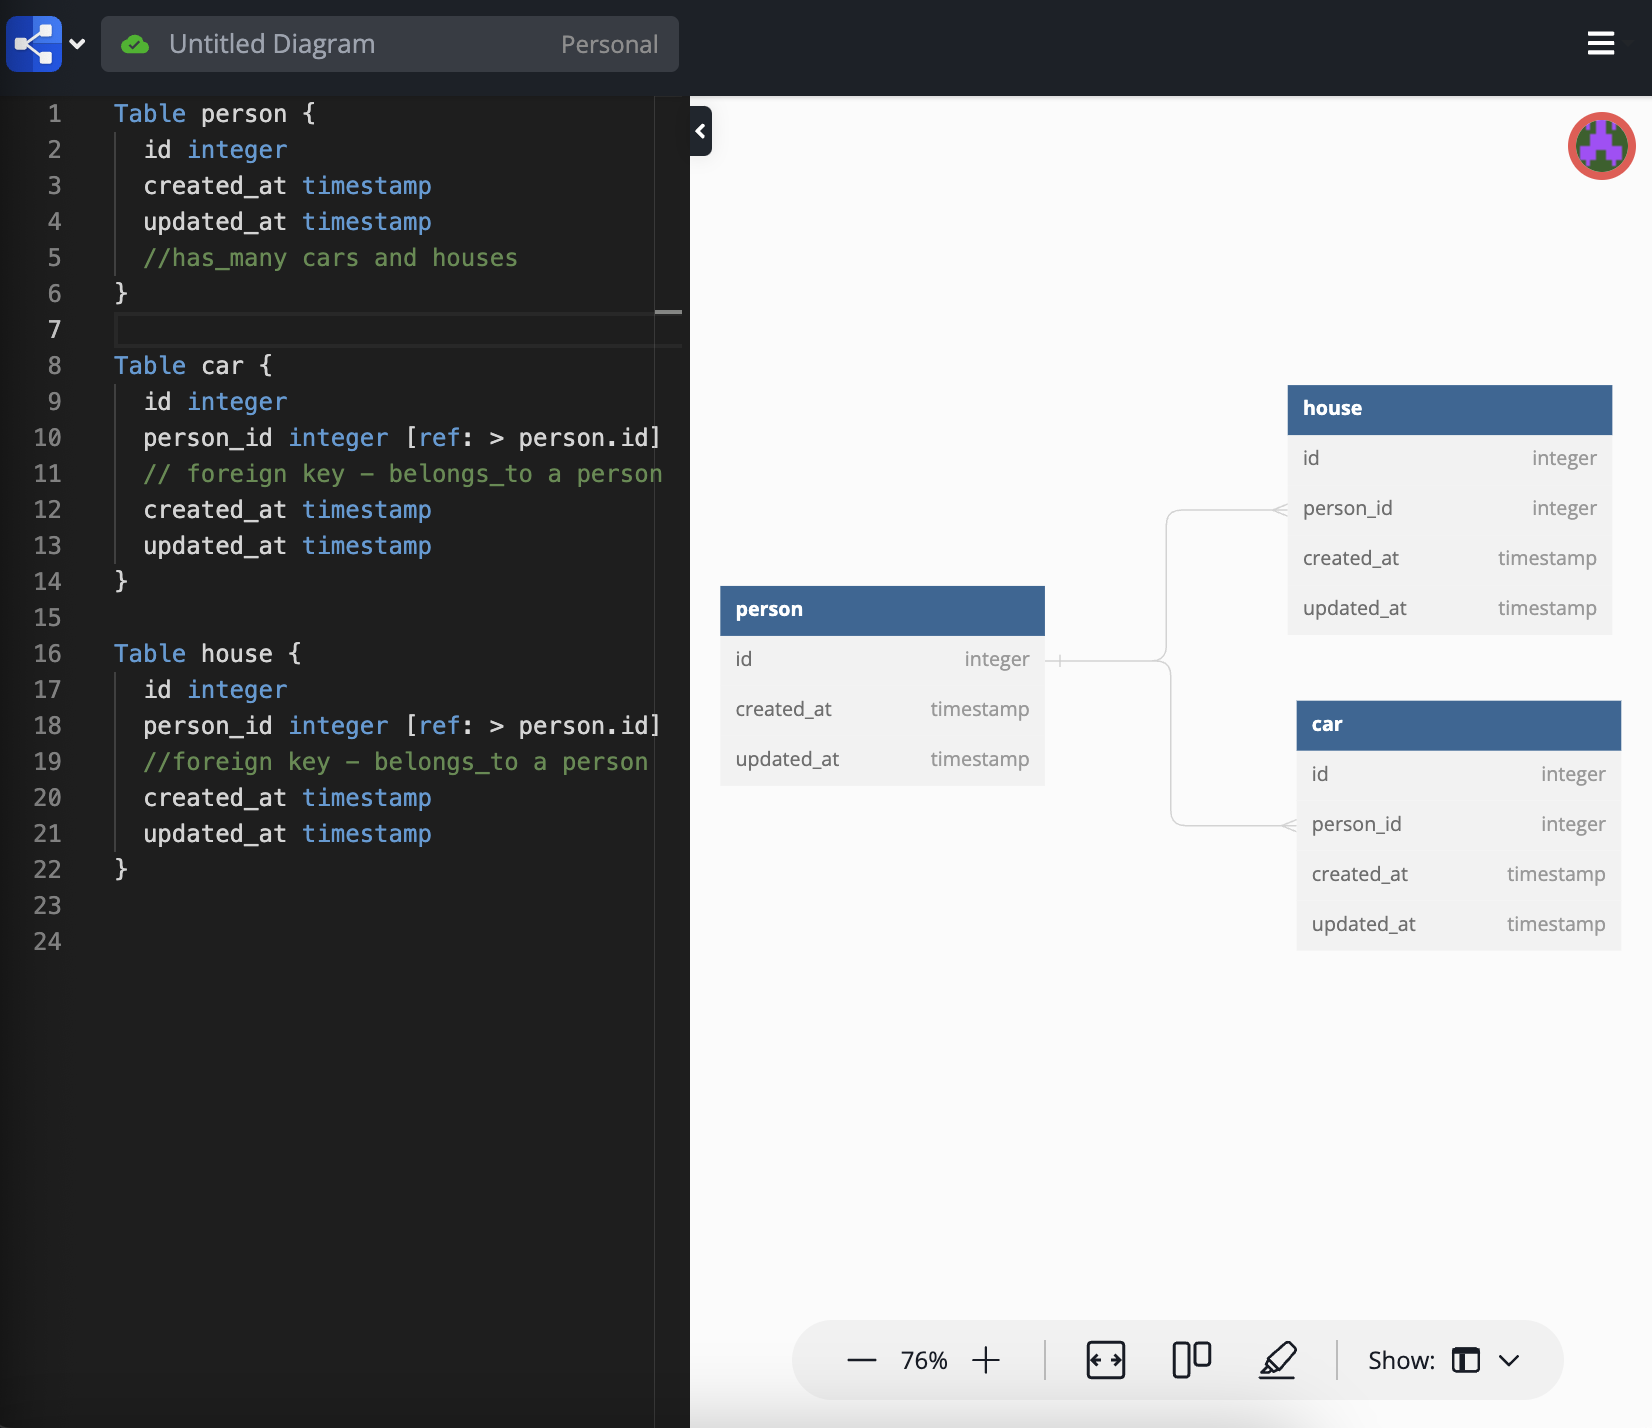 Untitled Diagram Personal
1 Table person {
2 id integer
3 created_at timestamp
4 updated_at timestamp
5 //has_many cars and houses
6 }
7
8 Table car {
9 id integer
10 person_id integer [ref: > person.id]
11 // foreign key – belongs_to a person
12 created_at timestamp
13 updated_at timestamp
14 }
15
16 Table house {
17 id integer
18 person_id integer [ref: > person.id]
19 //foreign key – belongs_to a person
20 created_at timestamp
21 updated_at timestamp
22 }
23
24
house
id integer
person_id integer
created_at timestamp
updated_at timestamp
person
id integer
created_at timestamp
updated_at timestamp
car
id integer
person_id integer
created_at timestamp
updated_at timestamp
76% Show: